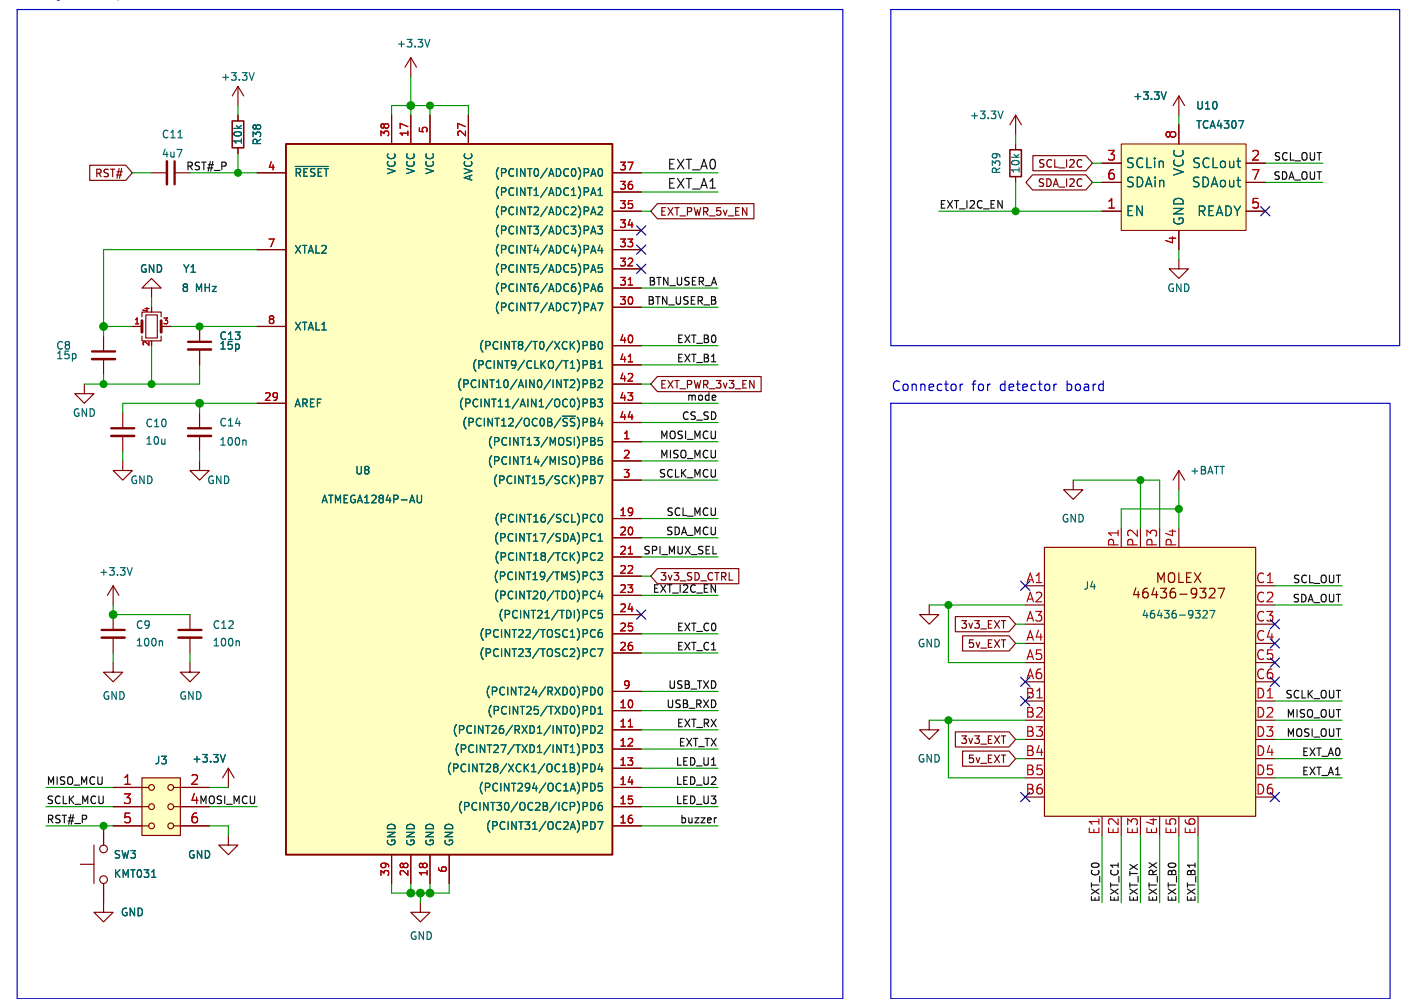 +3.3V
+3.3V
R38
10k
C11
4u7
RST#
RST#_P
4
RESET
38
17
5
27
VCC
VCC
VCC
AVCC
7
XTAL2
GND
Y1
8 MHz
4
1
3
2
8
XTAL1
C8
15p
C13
15p
GND
29
AREF
C10
10u
C14
100n
GND
GND
U8
ATMEGA1284P-AU
+3.3V
C9
100n
C12
100n
GND
GND
J3
+3.3V
MISO_MCU
1
2
SCLK_MCU
3
4
MOSI_MCU
RST#_P
5
6
GND
SW3
KMT031
GND
GND
GND
GND
GND
39
28
18
6
GND
(PCINT0/ADC0)PA0
37
EXT_A0
(PCINT1/ADC1)PA1
36
EXT_A1
(PCINT2/ADC2)PA2
35
EXT_PWR_5v_EN
(PCINT3/ADC3)PA3
34
(PCINT4/ADC4)PA4
33
(PCINT5/ADC5)PA5
32
(PCINT6/ADC6)PA6
31
BTN_USER_A
(PCINT7/ADC7)PA7
30
BTN_USER_B
(PCINT8/T0/XCK)PB0
40
EXT_B0
(PCINT9/CLKO/T1)PB1
41
EXT_B1
(PCINT10/AIN0/INT2)PB2
42
EXT_PWR_3v3_EN
(PCINT11/AIN1/OC0)PB3
43
mode
(PCINT12/OC0B/SS)PB4
44
CS_SD
(PCINT13/MOSI)PB5
1
MOSI_MCU
(PCINT14/MISO)PB6
2
MISO_MCU
(PCINT15/SCK)PB7
3
SCLK_MCU
(PCINT16/SCL)PC0
19
SCL_MCU
(PCINT17/SDA)PC1
20
SDA_MCU
(PCINT18/TCK)PC2
21
SPI_MUX_SEL
(PCINT19/TMS)PC3
22
3v3_SD_CTRL
(PCINT20/TDO)PC4
23
EXT_I2C_EN
(PCINT21/TDI)PC5
24
(PCINT22/TOSC1)PC6
25
EXT_C0
(PCINT23/TOSC2)PC7
26
EXT_C1
(PCINT24/RXD0)PD0
9
USB_TXD
(PCINT25/TXD0)PD1
10
USB_RXD
(PCINT26/RXD1/INT0)PD2
11
EXT_RX
(PCINT27/TXD1/INT1)PD3
12
EXT_TX
(PCINT28/XCK1/OC1B)PD4
13
LED_U1
(PCINT294/OC1A)PD5
14
LED_U2
(PCINT30/OC2B/ICP)PD6
15
LED_U3
(PCINT31/OC2A)PD7
16
buzzer
+3.3V
U10
TCA4307
+3.3V
R39
10k
8
SCL_I2C
3
SCLin
VCC
SCLout
2
SCL_OUT
SDA_I2C
6
SDAin
SDAout
7
SDA_OUT
EXT_I2C_EN
1
EN
GND
READY
5
4
GND
Connector for detector board
+BATT
GND
P1
P2
P3
P4
J4
MOLEX
46436-9327
46436-9327
A1
A2
GND
3v3_EXT
A3
5v_EXT
A4
A5
A6
B1
B2
GND
3v3_EXT
B3
5v_EXT
B4
B5
B6
C1
SCL_OUT
C2
SDA_OUT
C3
C4
C5
C6
D1
SCLK_OUT
D2
MISO_OUT
D3
MOSI_OUT
D4
EXT_A0
D5
EXT_A1
D6
E1
E2
E3
E4
E5
E6
EXT_C0
EXT_C1
EXT_TX
EXT_RX
EXT_B0
EXT_B1